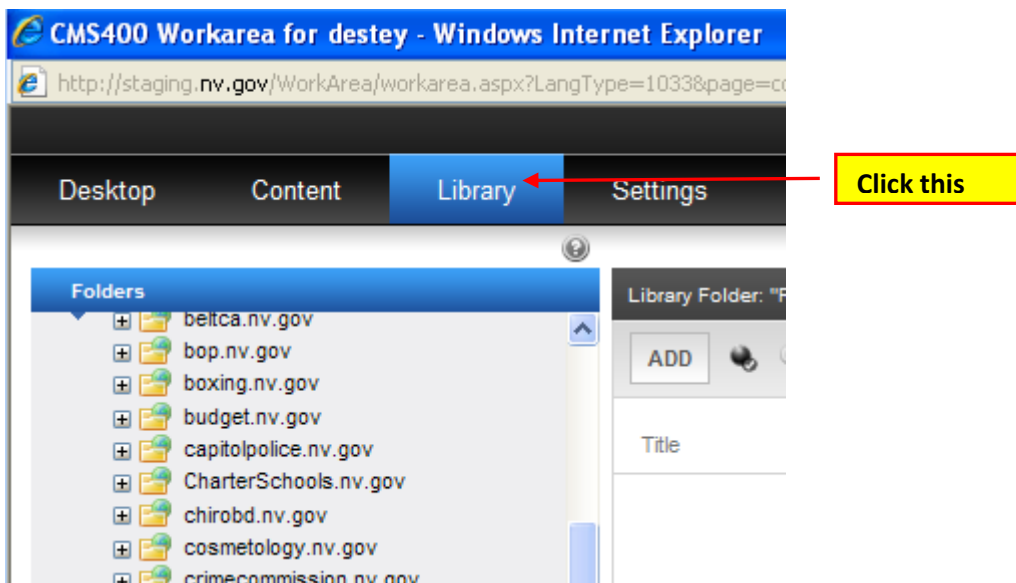 CMS400 Workarea for destey - Windows Internet Explorer
http://staging.nv.gov/WorkArea/workarea.aspx?LangType=1033&page=co
Desktop Content Library Settings
Click this
Folders
Library Folder: "F
beltca.nv.gov
bop.nv.gov
ADD
boxing.nv.gov
budget.nv.gov
Title
capitolpolice.nv.gov
CharterSchools.nv.gov
chirobd.nv.gov
cosmetology.nv.gov
crimecommission.nv.gov